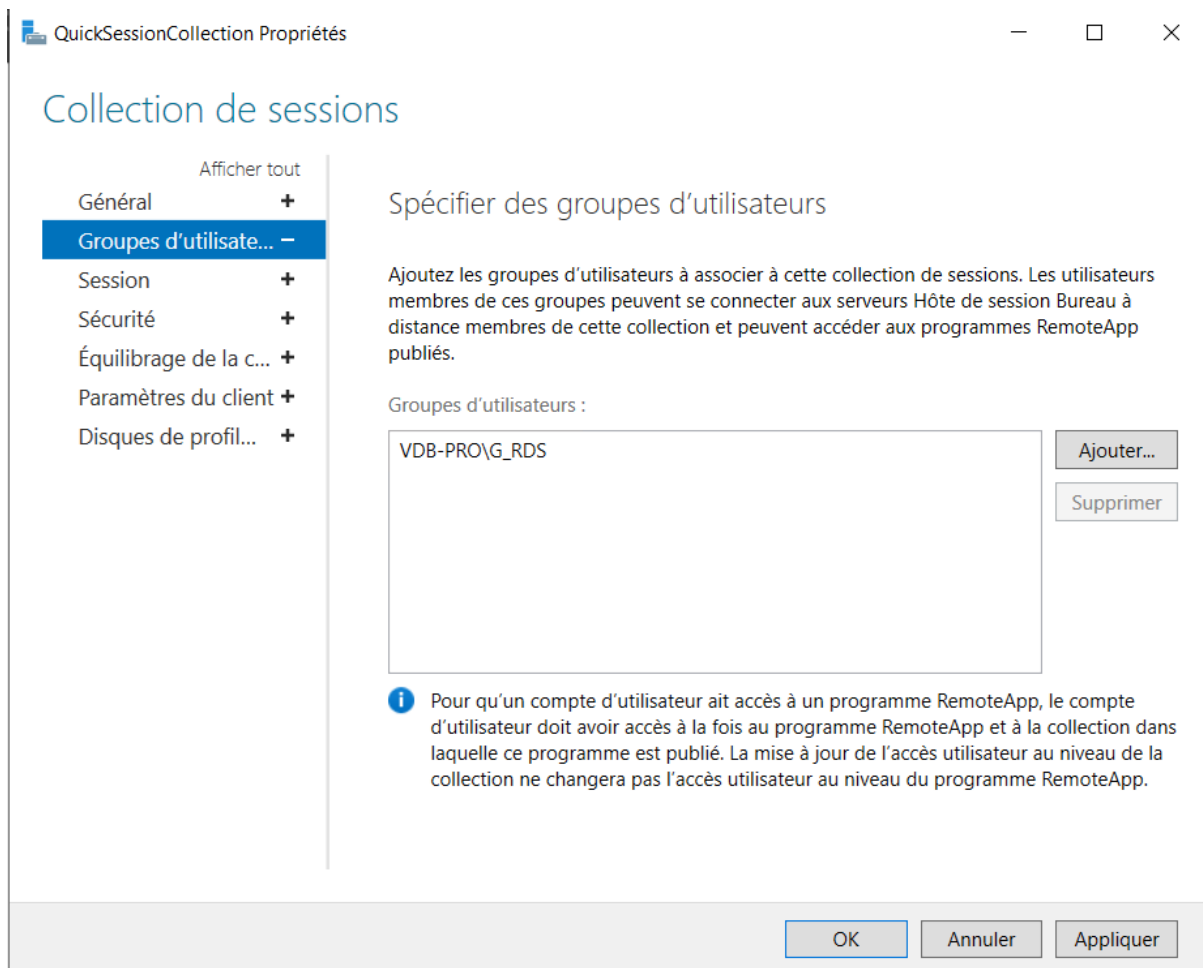 QuickSessionCollection Propriétés
Collection de sessions
Afficher tout
Général +
Groupes d'utilisate... −
Session +
Sécurité +
Équilibrage de la c... +
Paramètres du client +
Disques de profil... +
Spécifier des groupes d'utilisateurs
Ajoutez les groupes d'utilisateurs à associer à cette collection de sessions. Les utilisateurs
membres de ces groupes peuvent se connecter aux serveurs Hôte de session Bureau à
distance membres de cette collection et peuvent accéder aux programmes RemoteApp
publiés.
Groupes d'utilisateurs :
VDB-PRO\G_RDS
Ajouter...
Supprimer
Pour qu'un compte d'utilisateur ait accès à un programme RemoteApp, le compte
d'utilisateur doit avoir accès à la fois au programme RemoteApp et à la collection dans
laquelle ce programme est publié. La mise à jour de l'accès utilisateur au niveau de la
collection ne changera pas l'accès utilisateur au niveau du programme RemoteApp.
OK
Annuler
Appliquer